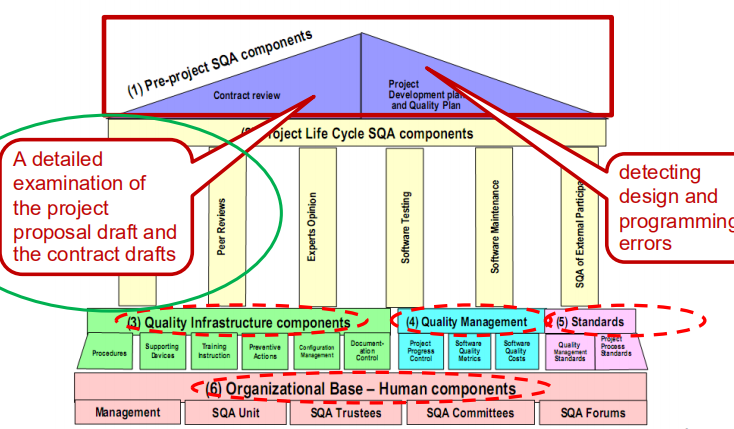 (1) Pre-project SQA components
Contract review
Project
Development plan
and Quality Plan
Project Life Cycle SQA components
A detailed
examination of
the project
proposal draft and
the contract drafts
detecting
design and
programming
errors
Peer Reviews
Experts Opinion
Software Testing
Software Maintenance
SQA of External
(3) Quality Infrastructure components
(4) Quality Management
(5) Standards
Procedures
Supporting
Devices
Training
Instruction
Preventive
Actions
Configuration
Management
Document-
ation
Control
Project
Progress
Control
Software
Quality
Metrics
Software
Quality
Costs
Quality
Management
Standards
Project
Process
Standards
(6) Organizational Base – Human components
Management
SQA Unit
SQA Trustees
SQA Committees
SQA Forums